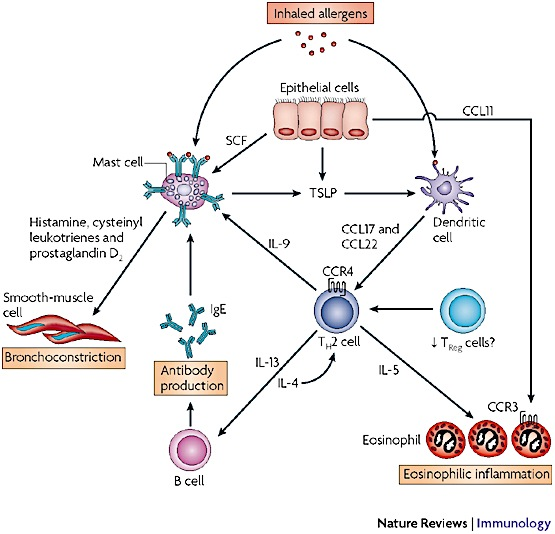 Inhaled allergens
Epithelial cells
CCL11
SCF
Mast cell
TSLP
Histamine, cysteinyl
leukotrienes and
prostaglandin D2
IL-9
CCL17 and
CCL22
Dendritic
cell
CCR4
Smooth-muscle
cell
Bronchoconstriction
IgE
TH2 cell
↓ TReg cells?
Antibody
production
IL-13
IL-4
IL-5
CCR3
Eosinophil
B cell
Eosinophilic inflammation
Nature Reviews | Immunology